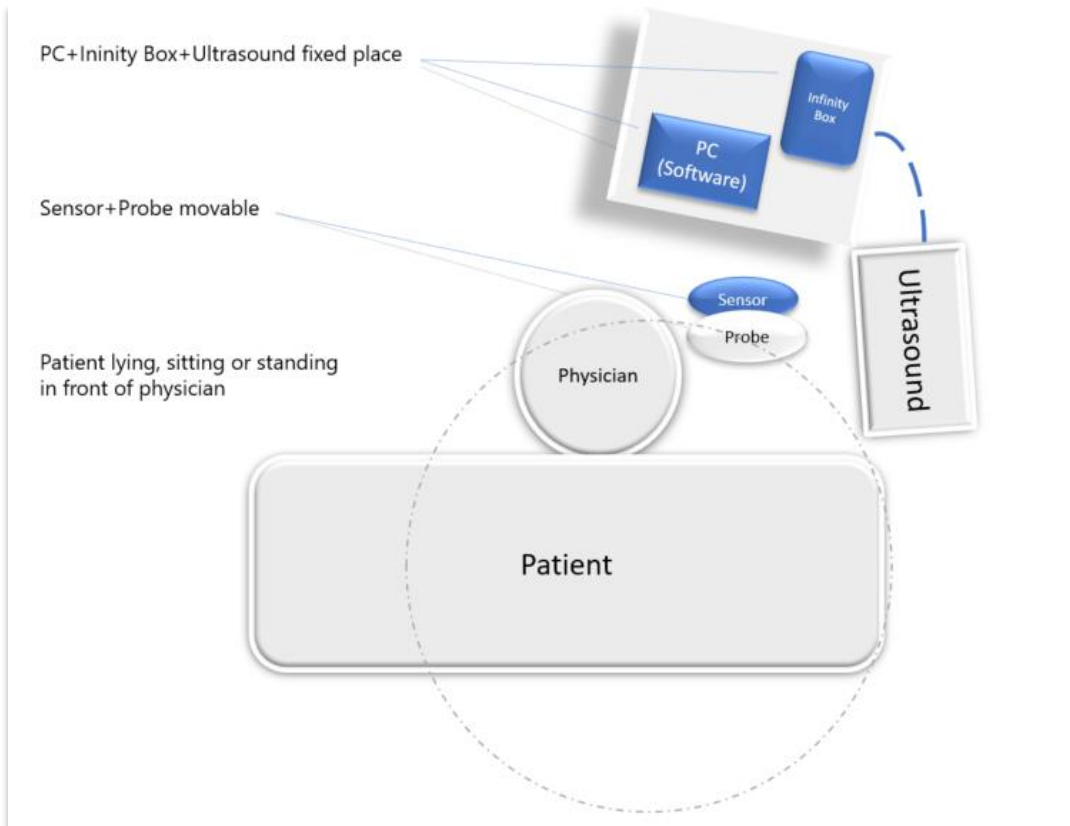 PC+Ininity Box+Ultrasound fixed place
Infinity
Box
PC
(Software)
Sensor+Probe movable
Ultrasound
Sensor
Probe
Patient lying, sitting or standing
in front of physician
Physician
Patient